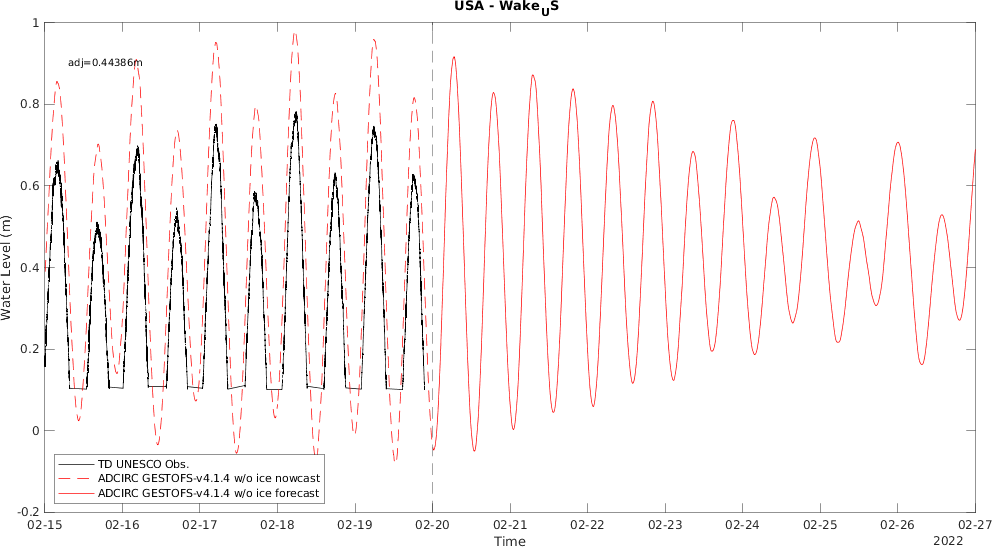 USA - Wake_US
adj=0.44386m
1
0.8
0.6
0.4
0.2
0
-0.2
Water Level (m)
TD UNESCO Obs.
ADCIRC GESTOFS-v4.1.4 w/o ice nowcast
ADCIRC GESTOFS-v4.1.4 w/o ice forecast
02-15 02-16 02-17 02-18 02-19 02-20 02-21 02-22 02-23 02-24 02-25 02-26 02-27
Time
2022